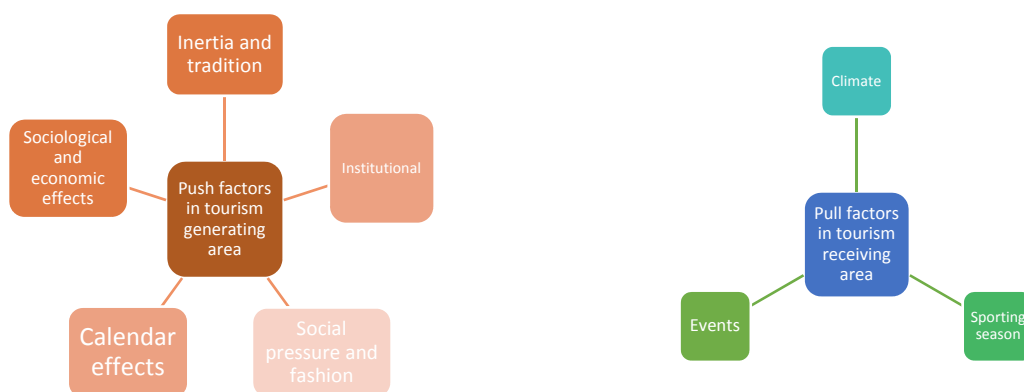 Inertia and
tradition
Institutional
Social
pressure and
fashion
Calendar
effects
Sociological
and
economic
effects
Push factors
in tourism
generating
area
Climate
Sporting
season
Events
Pull factors
in tourism
receiving
area